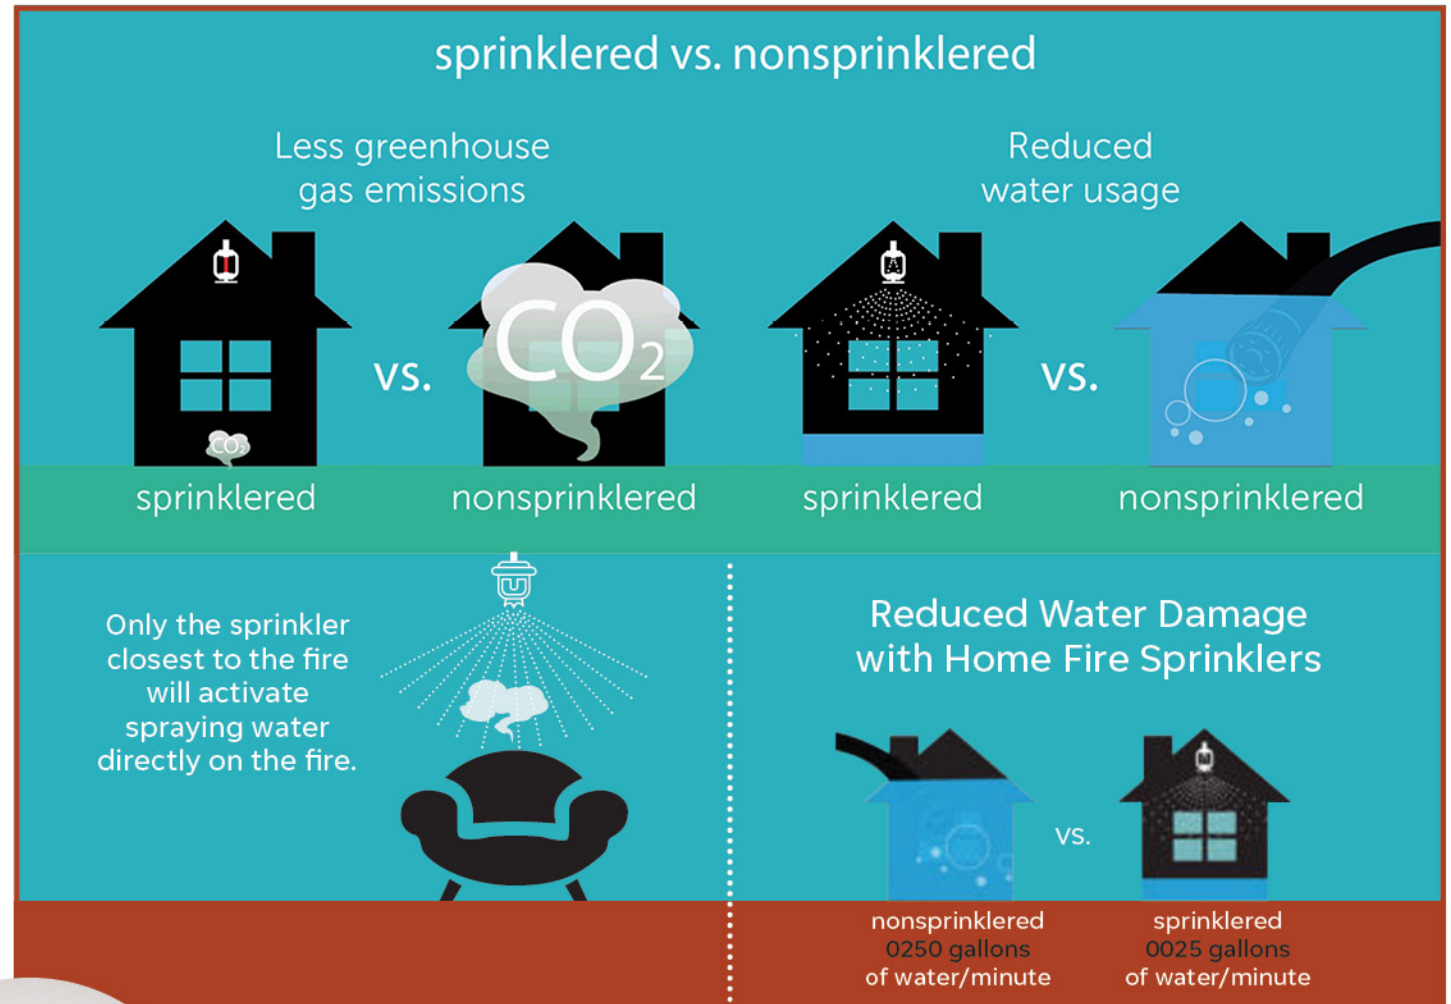 sprinklered vs. nonsprinklered
Less greenhouse
gas emissions
Reduced
water usage
CO2
vs.
CO2
vs.
sprinklered
nonsprinklered
sprinklered
nonsprinklered
Only the sprinkler
closest to the fire
will activate
spraying water
directly on the fire.
Reduced Water Damage
with Home Fire Sprinklers
vs.
nonsprinklered
0250 gallons
of water/minute
sprinklered
0025 gallons
of water/minute